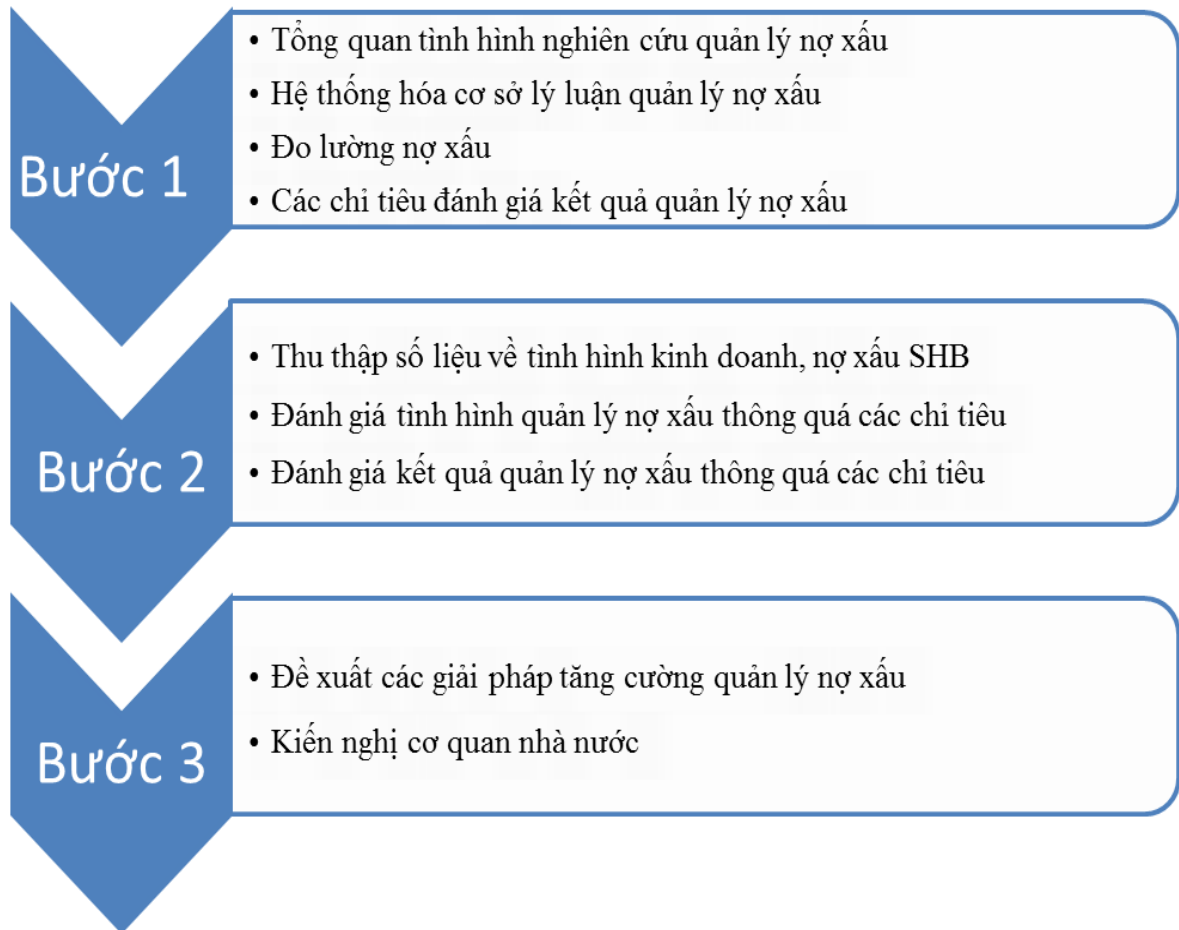 Bước 1
• Tổng quan tình hình nghiên cứu quản lý nợ xấu
• Hệ thống hóa cơ sở lý luận quản lý nợ xấu
• Đo lường nợ xấu
• Các chỉ tiêu đánh giá kết quả quản lý nợ xấu
Bước 2
• Thu thập số liệu về tình hình kinh doanh, nợ xấu SHB
• Đánh giá tình hình quản lý nợ xấu thông quá các chỉ tiêu
• Đánh giá kết quả quản lý nợ xấu thông quá các chỉ tiêu
Bước 3
• Đề xuất các giải pháp tăng cường quản lý nợ xấu
• Kiến nghị cơ quan nhà nước